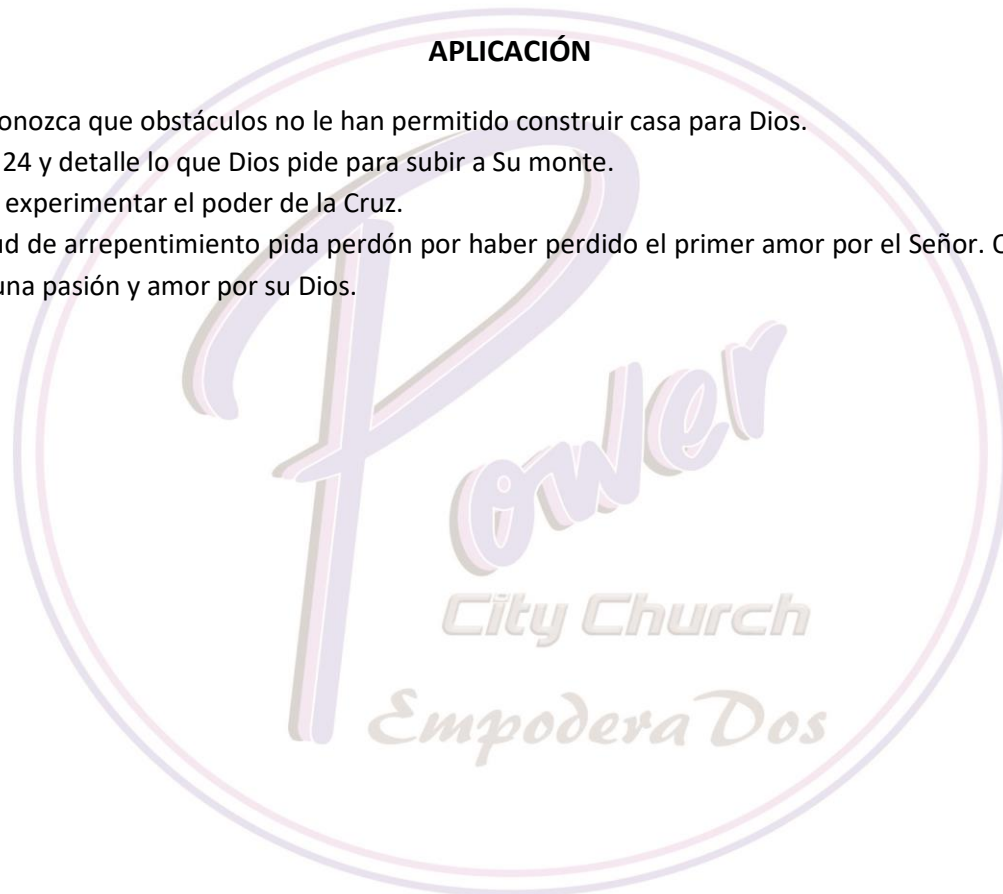 APLICACIÓN
onozca que obstáculos no le han permitido construir casa para Dios.
24 y detalle lo que Dios pide para subir a Su monte.
experimentar el poder de la Cruz.
ud de arrepentimiento pida perdón por haber perdido el primer amor por el Señor. C
una pasión y amor por su Dios.
Power
City Church
EmpoderaDos